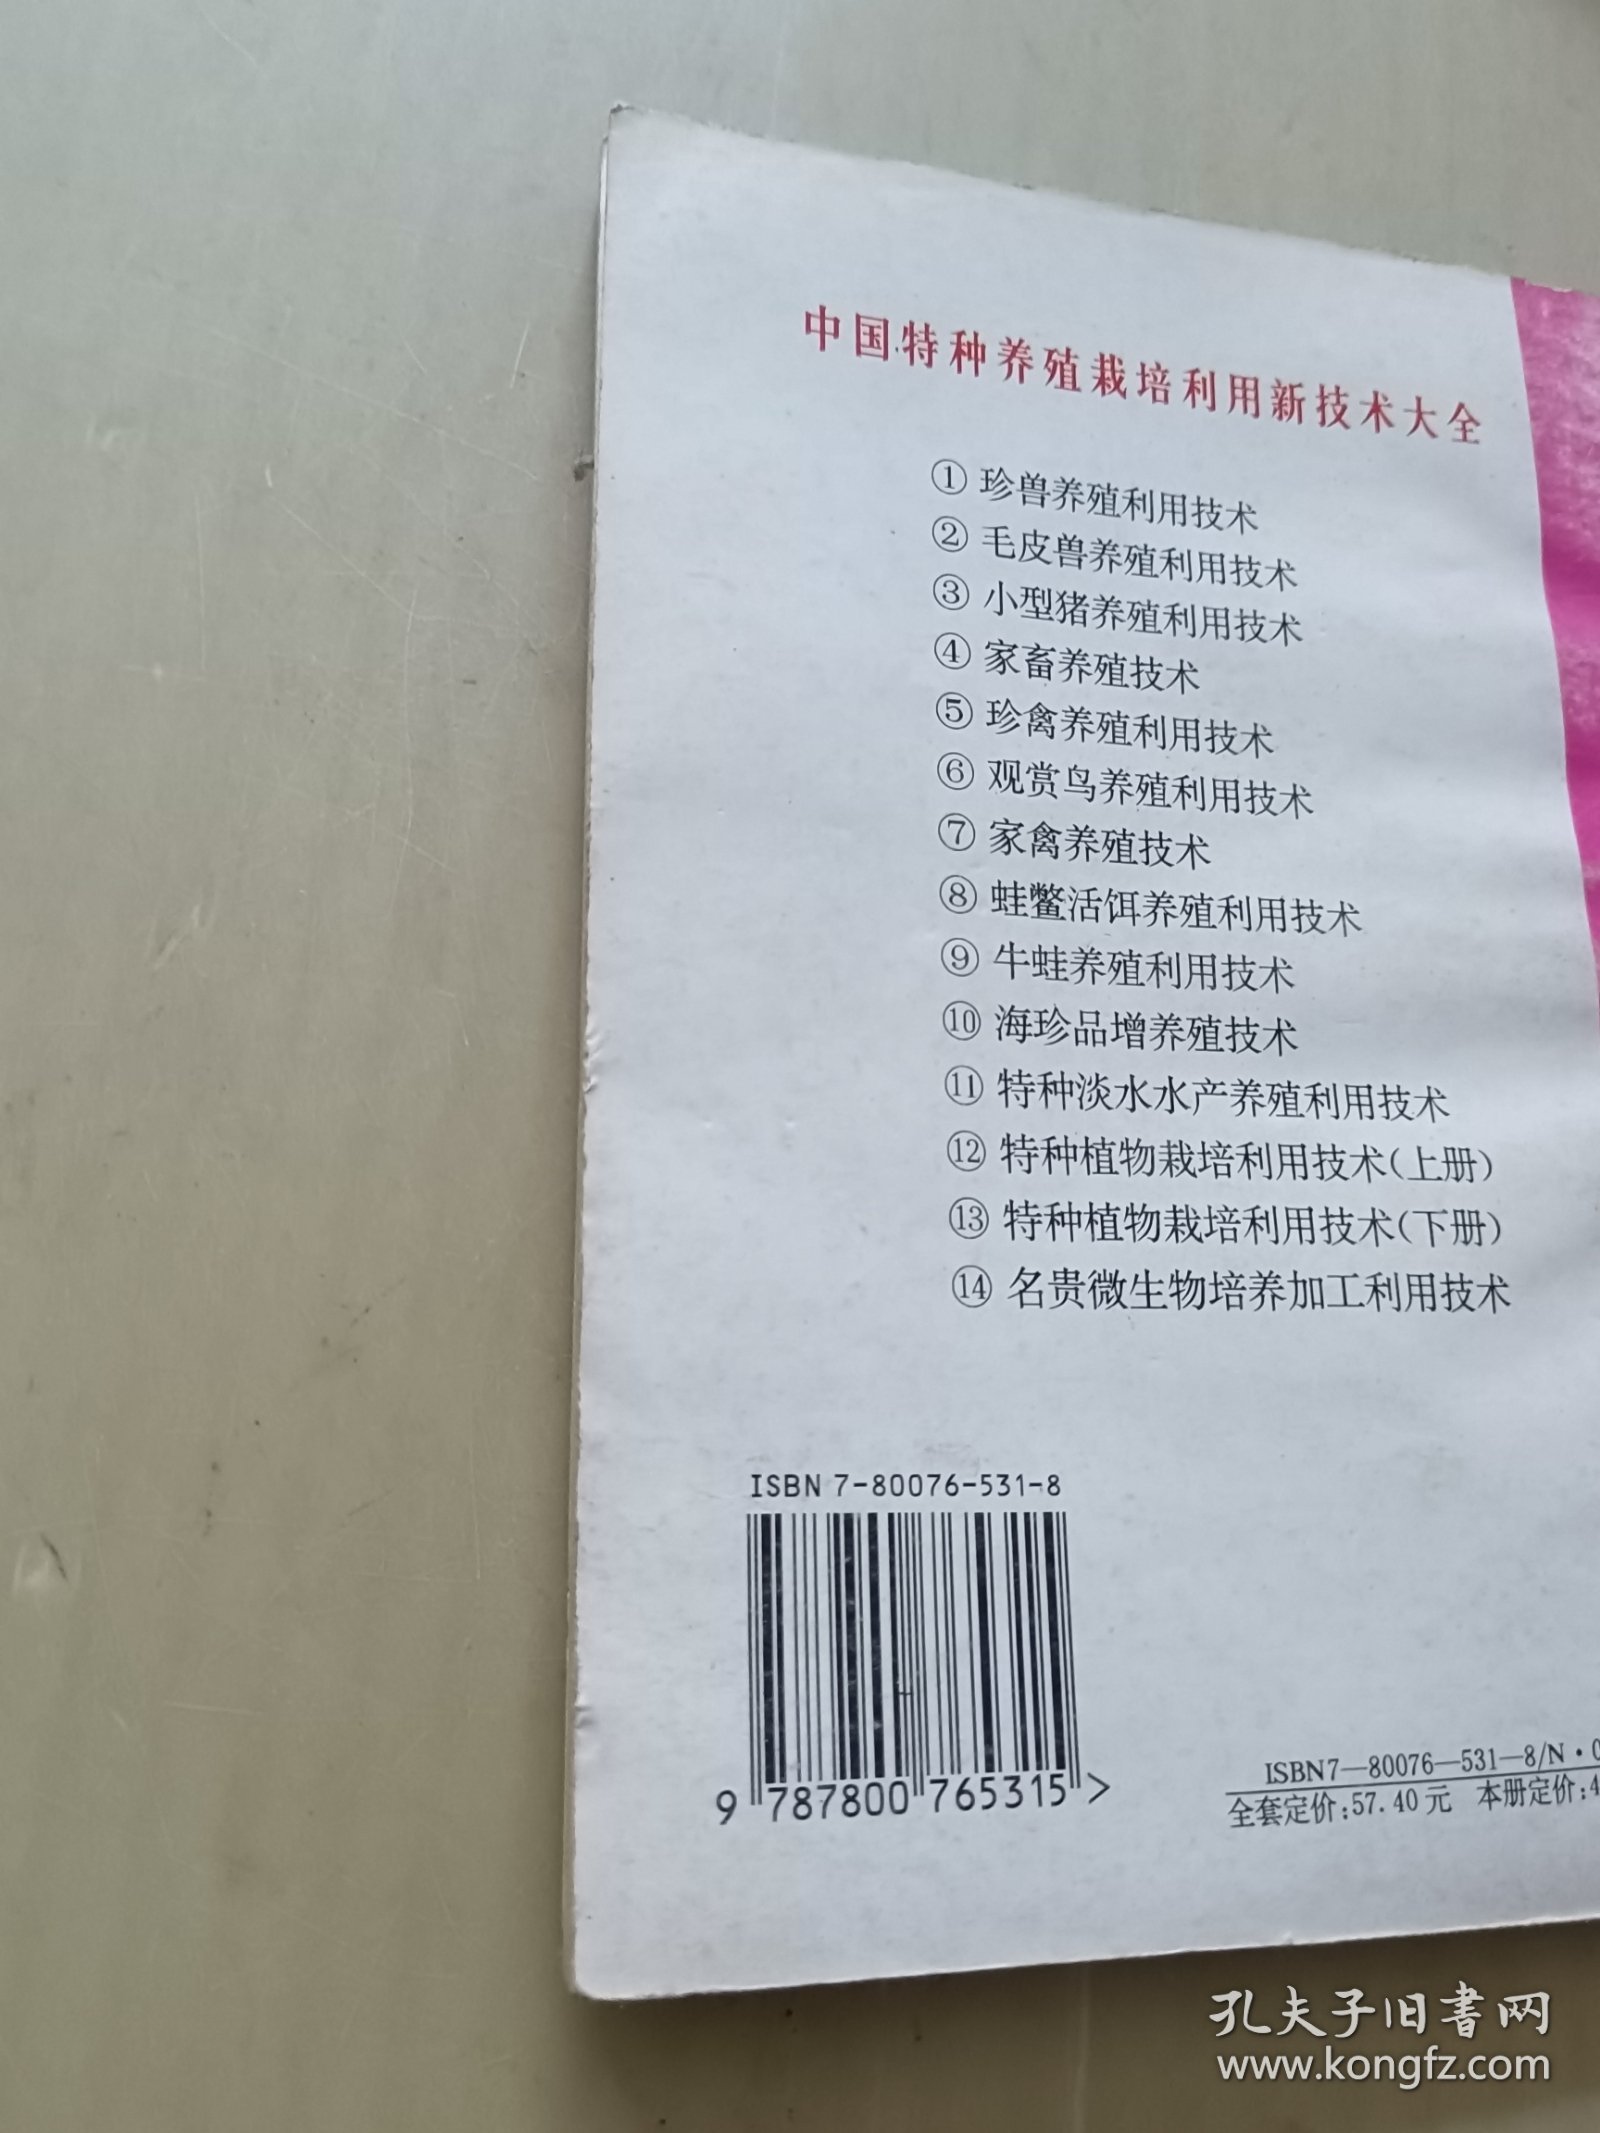 中国特种养殖栽培利用新技术大全
① 珍兽养殖利用技术
② 毛皮兽养殖利用技术
③ 小型猪养殖利用技术
④ 家畜养殖技术
⑤ 珍禽养殖利用技术
⑥ 观赏鸟养殖利用技术
⑦ 家禽养殖技术
⑧ 蛙鳖活饵养殖利用技术
⑨ 牛蛙养殖利用技术
⑩ 海珍品增养殖技术
⑪ 特种淡水水产养殖利用技术
⑫ 特种植物栽培利用技术(上册)
⑬ 特种植物栽培利用技术(下册)
⑭ 名贵微生物培养加工利用技术
ISBN 7-80076-531-8
9 787800 765315 >
ISBN7—80076—531—8/N·0
全套定价:57.40元 本册定价:4
孔夫子旧书网
www.kongfz.com